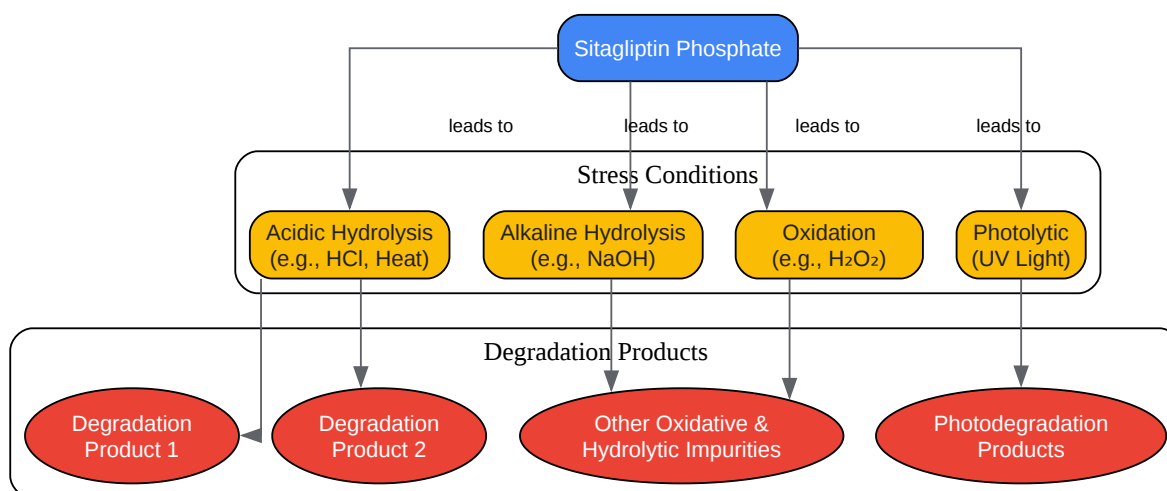 Sitagliptin Phosphate
leads to
leads to
leads to
leads to
Stress Conditions
Acidic Hydrolysis
(e.g., HCl, Heat)
Alkaline Hydrolysis
(e.g., NaOH)
Oxidation
(e.g., H₂O₂)
Photolytic
(UV Light)
Degradation Products
Degradation
Product 1
Degradation
Product 2
Other Oxidative &
Hydrolytic Impurities
Photodegradation
Products